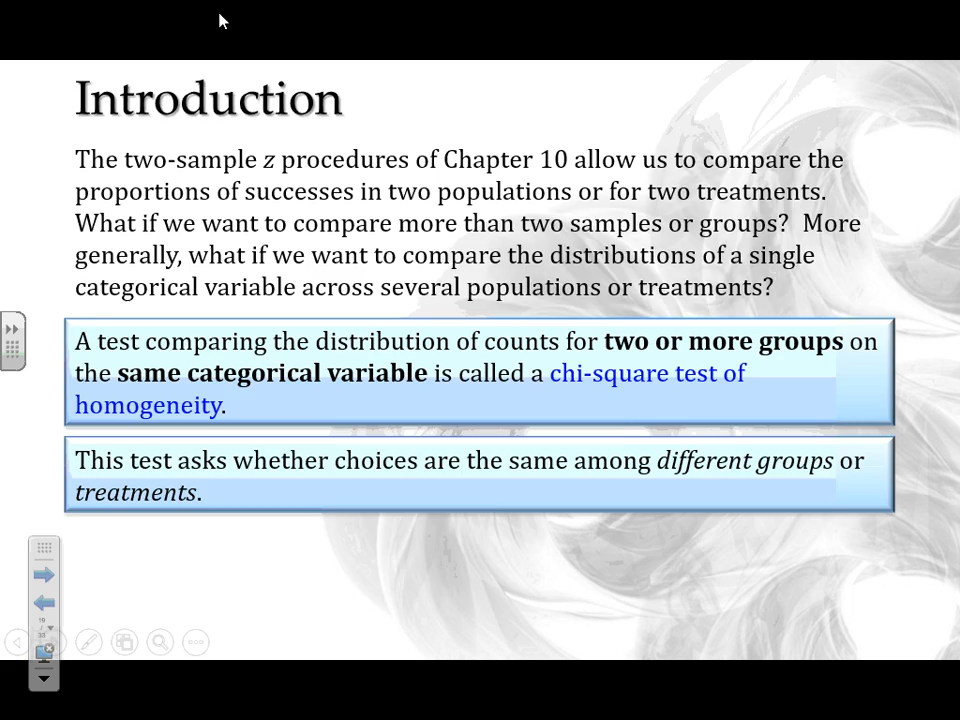 Introduction
The two-sample z procedures of Chapter 10 allow us to compare the
proportions of successes in two populations or for two treatments.
What if we want to compare more than two samples or groups?  More
generally, what if we want to compare the distributions of a single
categorical variable across several populations or treatments?
A test comparing the distribution of counts for two or more groups on
the same categorical variable is called a chi-square test of
homogeneity.
This test asks whether choices are the same among different groups or
treatments.
19
/
33